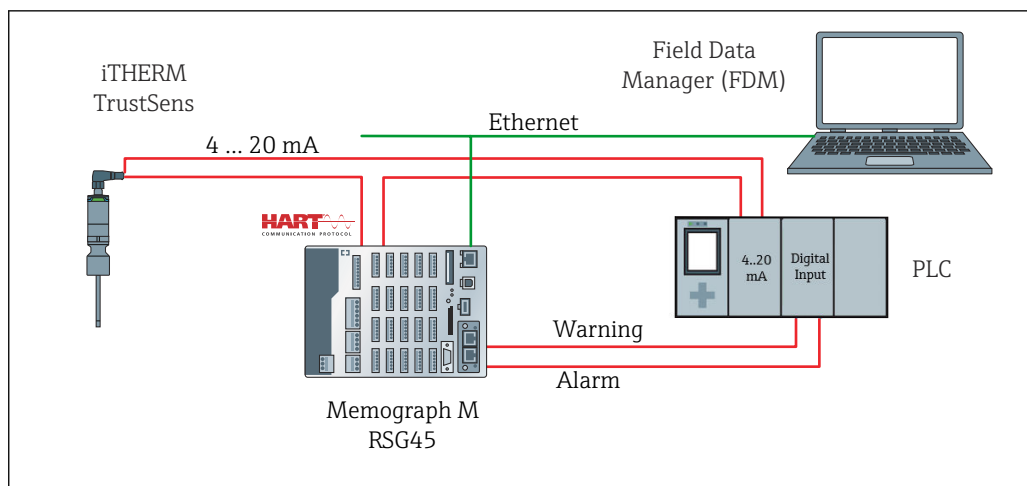 iTHERM
TrustSens
4 ... 20 mA
Ethernet
Field Data
Manager (FDM)
HART
COMMUNICATION PROTOCOL
4..20
mA
Digital
Input
PLC
Warning
Alarm
Memograph M
RSG45